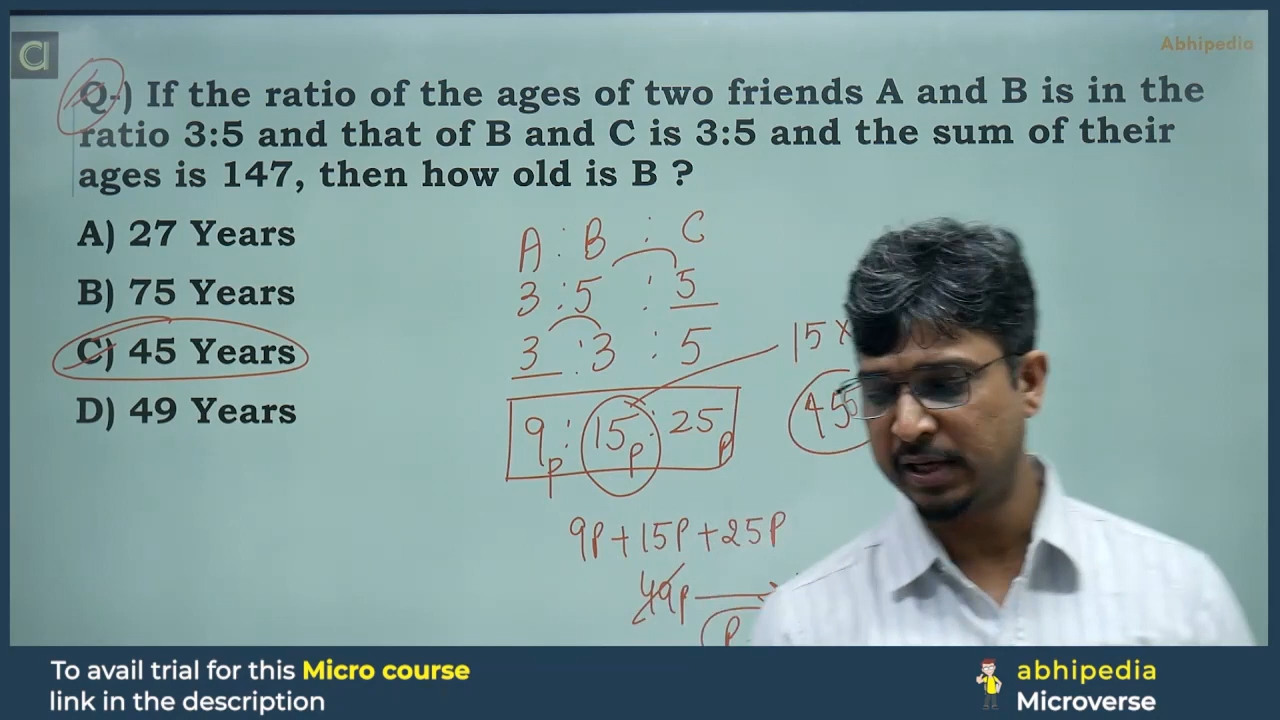 Abhipedia
Q-) If the ratio of the ages of two friends A and B is in the
ratio 3:5 and that of B and C is 3:5 and the sum of their
ages is 147, then how old is B ?
A) 27 Years
B) 75 Years
C) 45 Years
D) 49 Years
A : B : C
3 : 5 : 5
3 : 3 : 5
15 x
9p : 15p : 25p
45
9p + 15p + 25p
49p
p
To avail trial for this Micro course
link in the description
abhipedia
Microverse